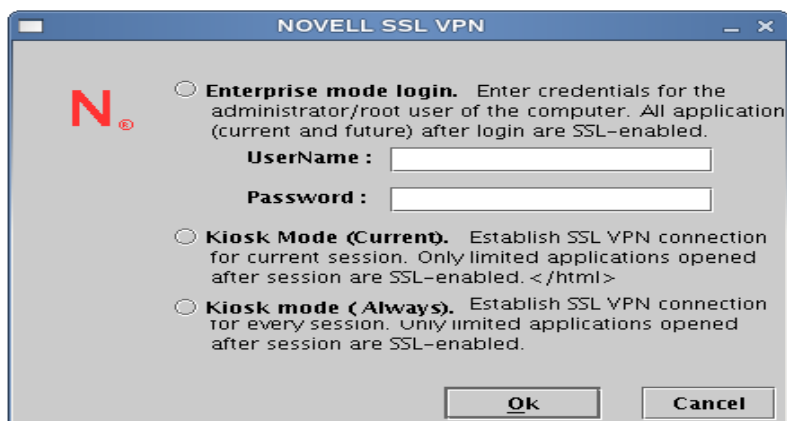 NOVELL SSL VPN
N®
Enterprise mode login. Enter credentials for the
administrator/root user of the computer. All application
(current and future) after login are SSL-enabled.
UserName :
Password :
Kiosk Mode (Current). Establish SSL VPN connection
for current session. Only limited applications opened
after session are SSL-enabled.</html>
Kiosk mode ( Always). Establish SSL VPN connection
for every session. Only limited applications opened
after session are SSL-enabled.
Ok
Cancel